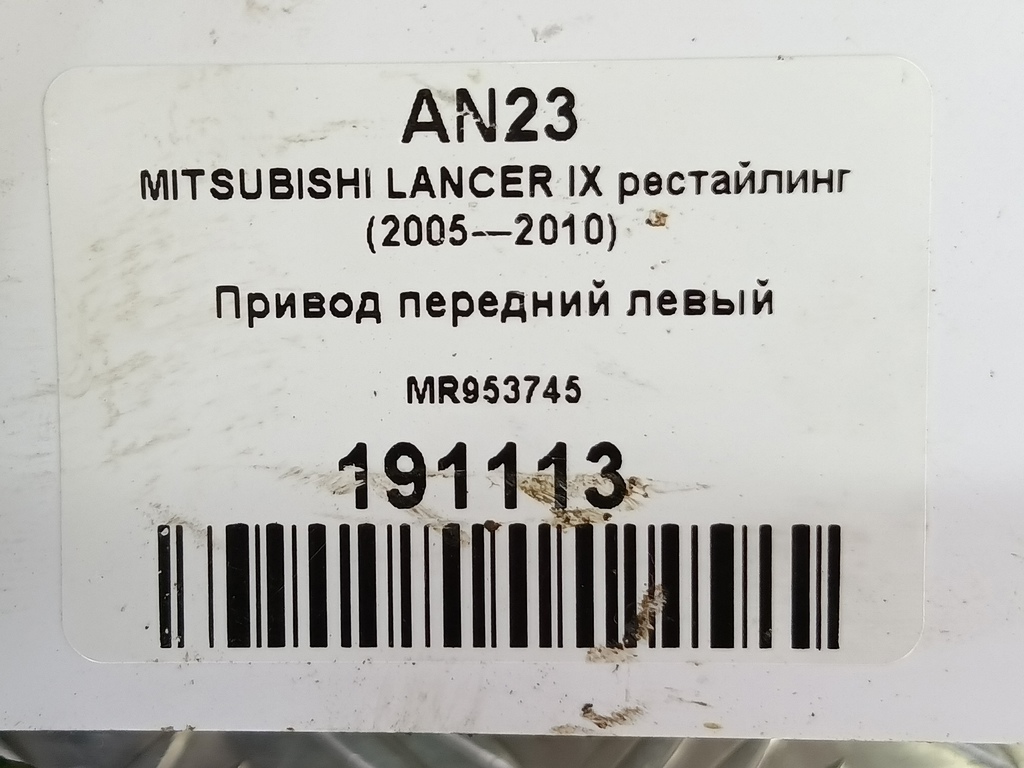 AN23
MITSUBISHI LANCER IX рестайлинг
(2005—2010)
Привод передний левый
MR953745
191113